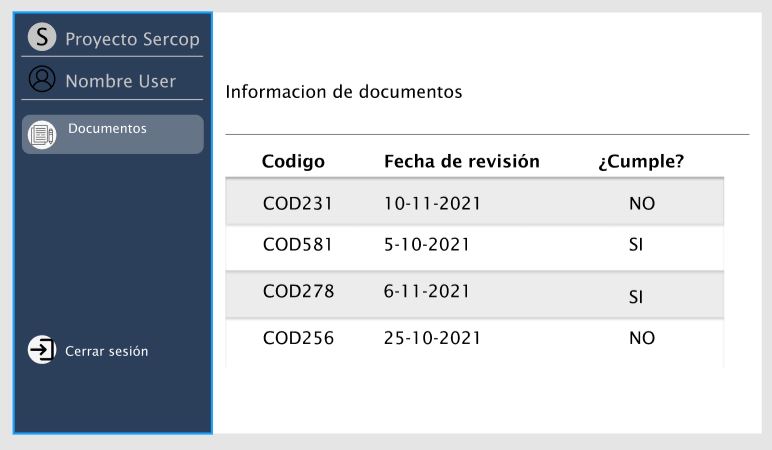 S Proyecto Sercop
Nombre User
Documentos
Cerrar sesión
Informacion de documentos
Codigo Fecha de revisión ¿Cumple?
COD231 10-11-2021 NO
COD581 5-10-2021 SI
COD278 6-11-2021 SI
COD256 25-10-2021 NO